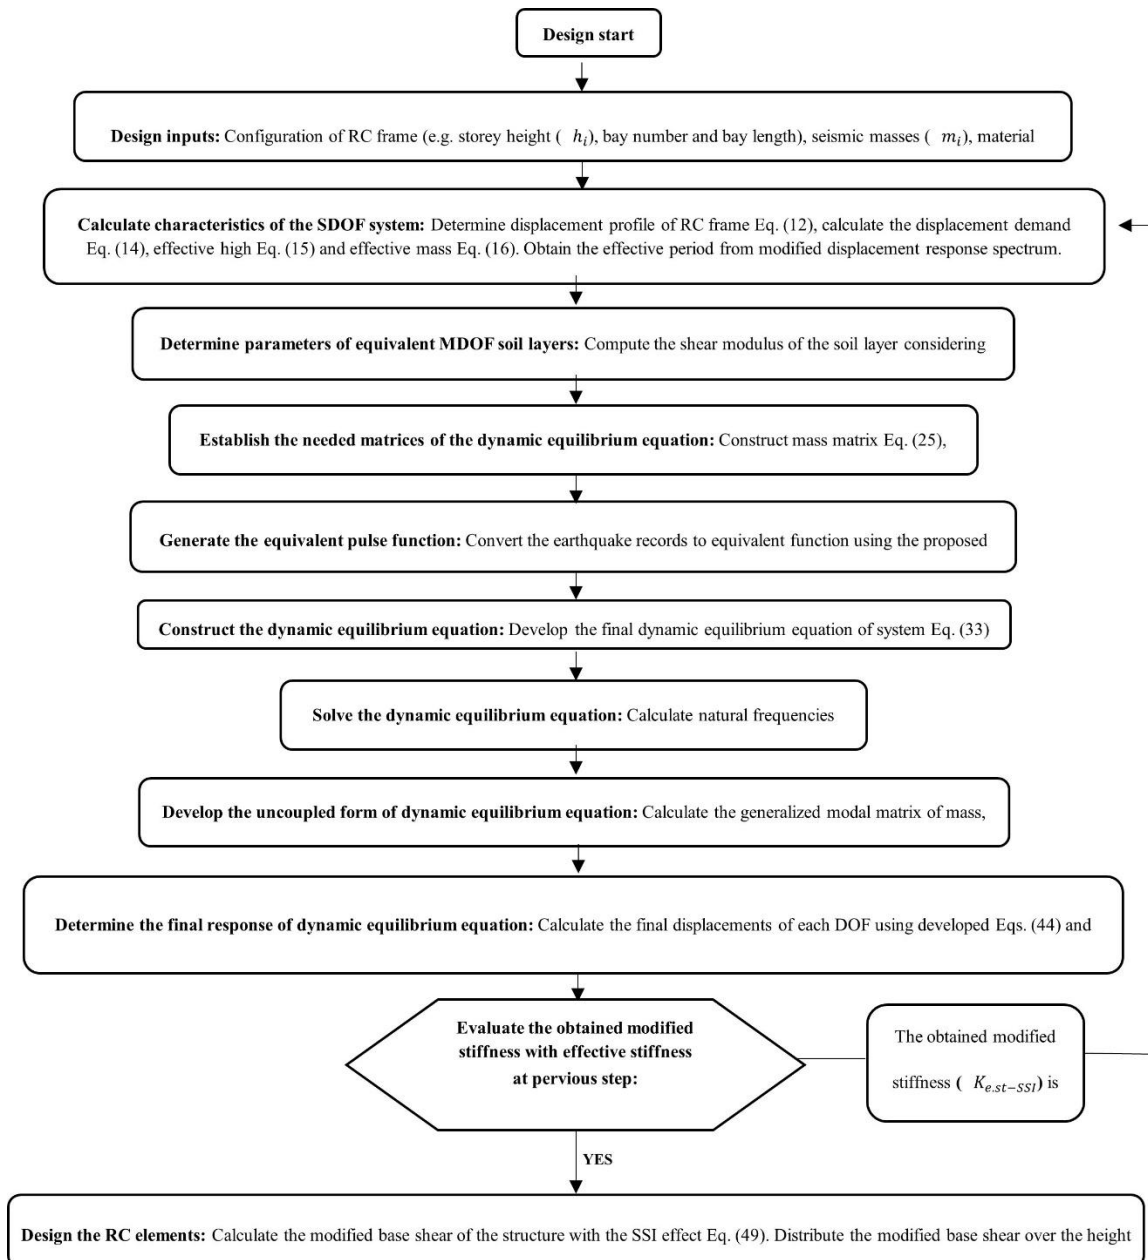 Design start
Design inputs: Configuration of RC frame (e.g. storey height ( h_i), bay number and bay length), seismic masses ( m_i), material
Calculate characteristics of the SDOF system: Determine displacement profile of RC frame Eq. (12), calculate the displacement demand
Eq. (14), effective high Eq. (15) and effective mass Eq. (16). Obtain the effective period from modified displacement response spectrum.
Determine parameters of equivalent MDOF soil layers: Compute the shear modulus of the soil layer considering
Establish the needed matrices of the dynamic equilibrium equation: Construct mass matrix Eq. (25),
Generate the equivalent pulse function: Convert the earthquake records to equivalent function using the proposed
Construct the dynamic equilibrium equation: Develop the final dynamic equilibrium equation of system Eq. (33)
Solve the dynamic equilibrium equation: Calculate natural frequencies
Develop the uncoupled form of dynamic equilibrium equation: Calculate the generalized modal matrix of mass,
Determine the final response of dynamic equilibrium equation: Calculate the final displacements of each DOF using developed Eqs. (44) and
Evaluate the obtained modified
stiffness with effective stiffness
at pervious step:
The obtained modified
stiffness ( K_{e.st-SSI}) is
YES
Design the RC elements: Calculate the modified base shear of the structure with the SSI effect Eq. (49). Distribute the modified base shear over the height